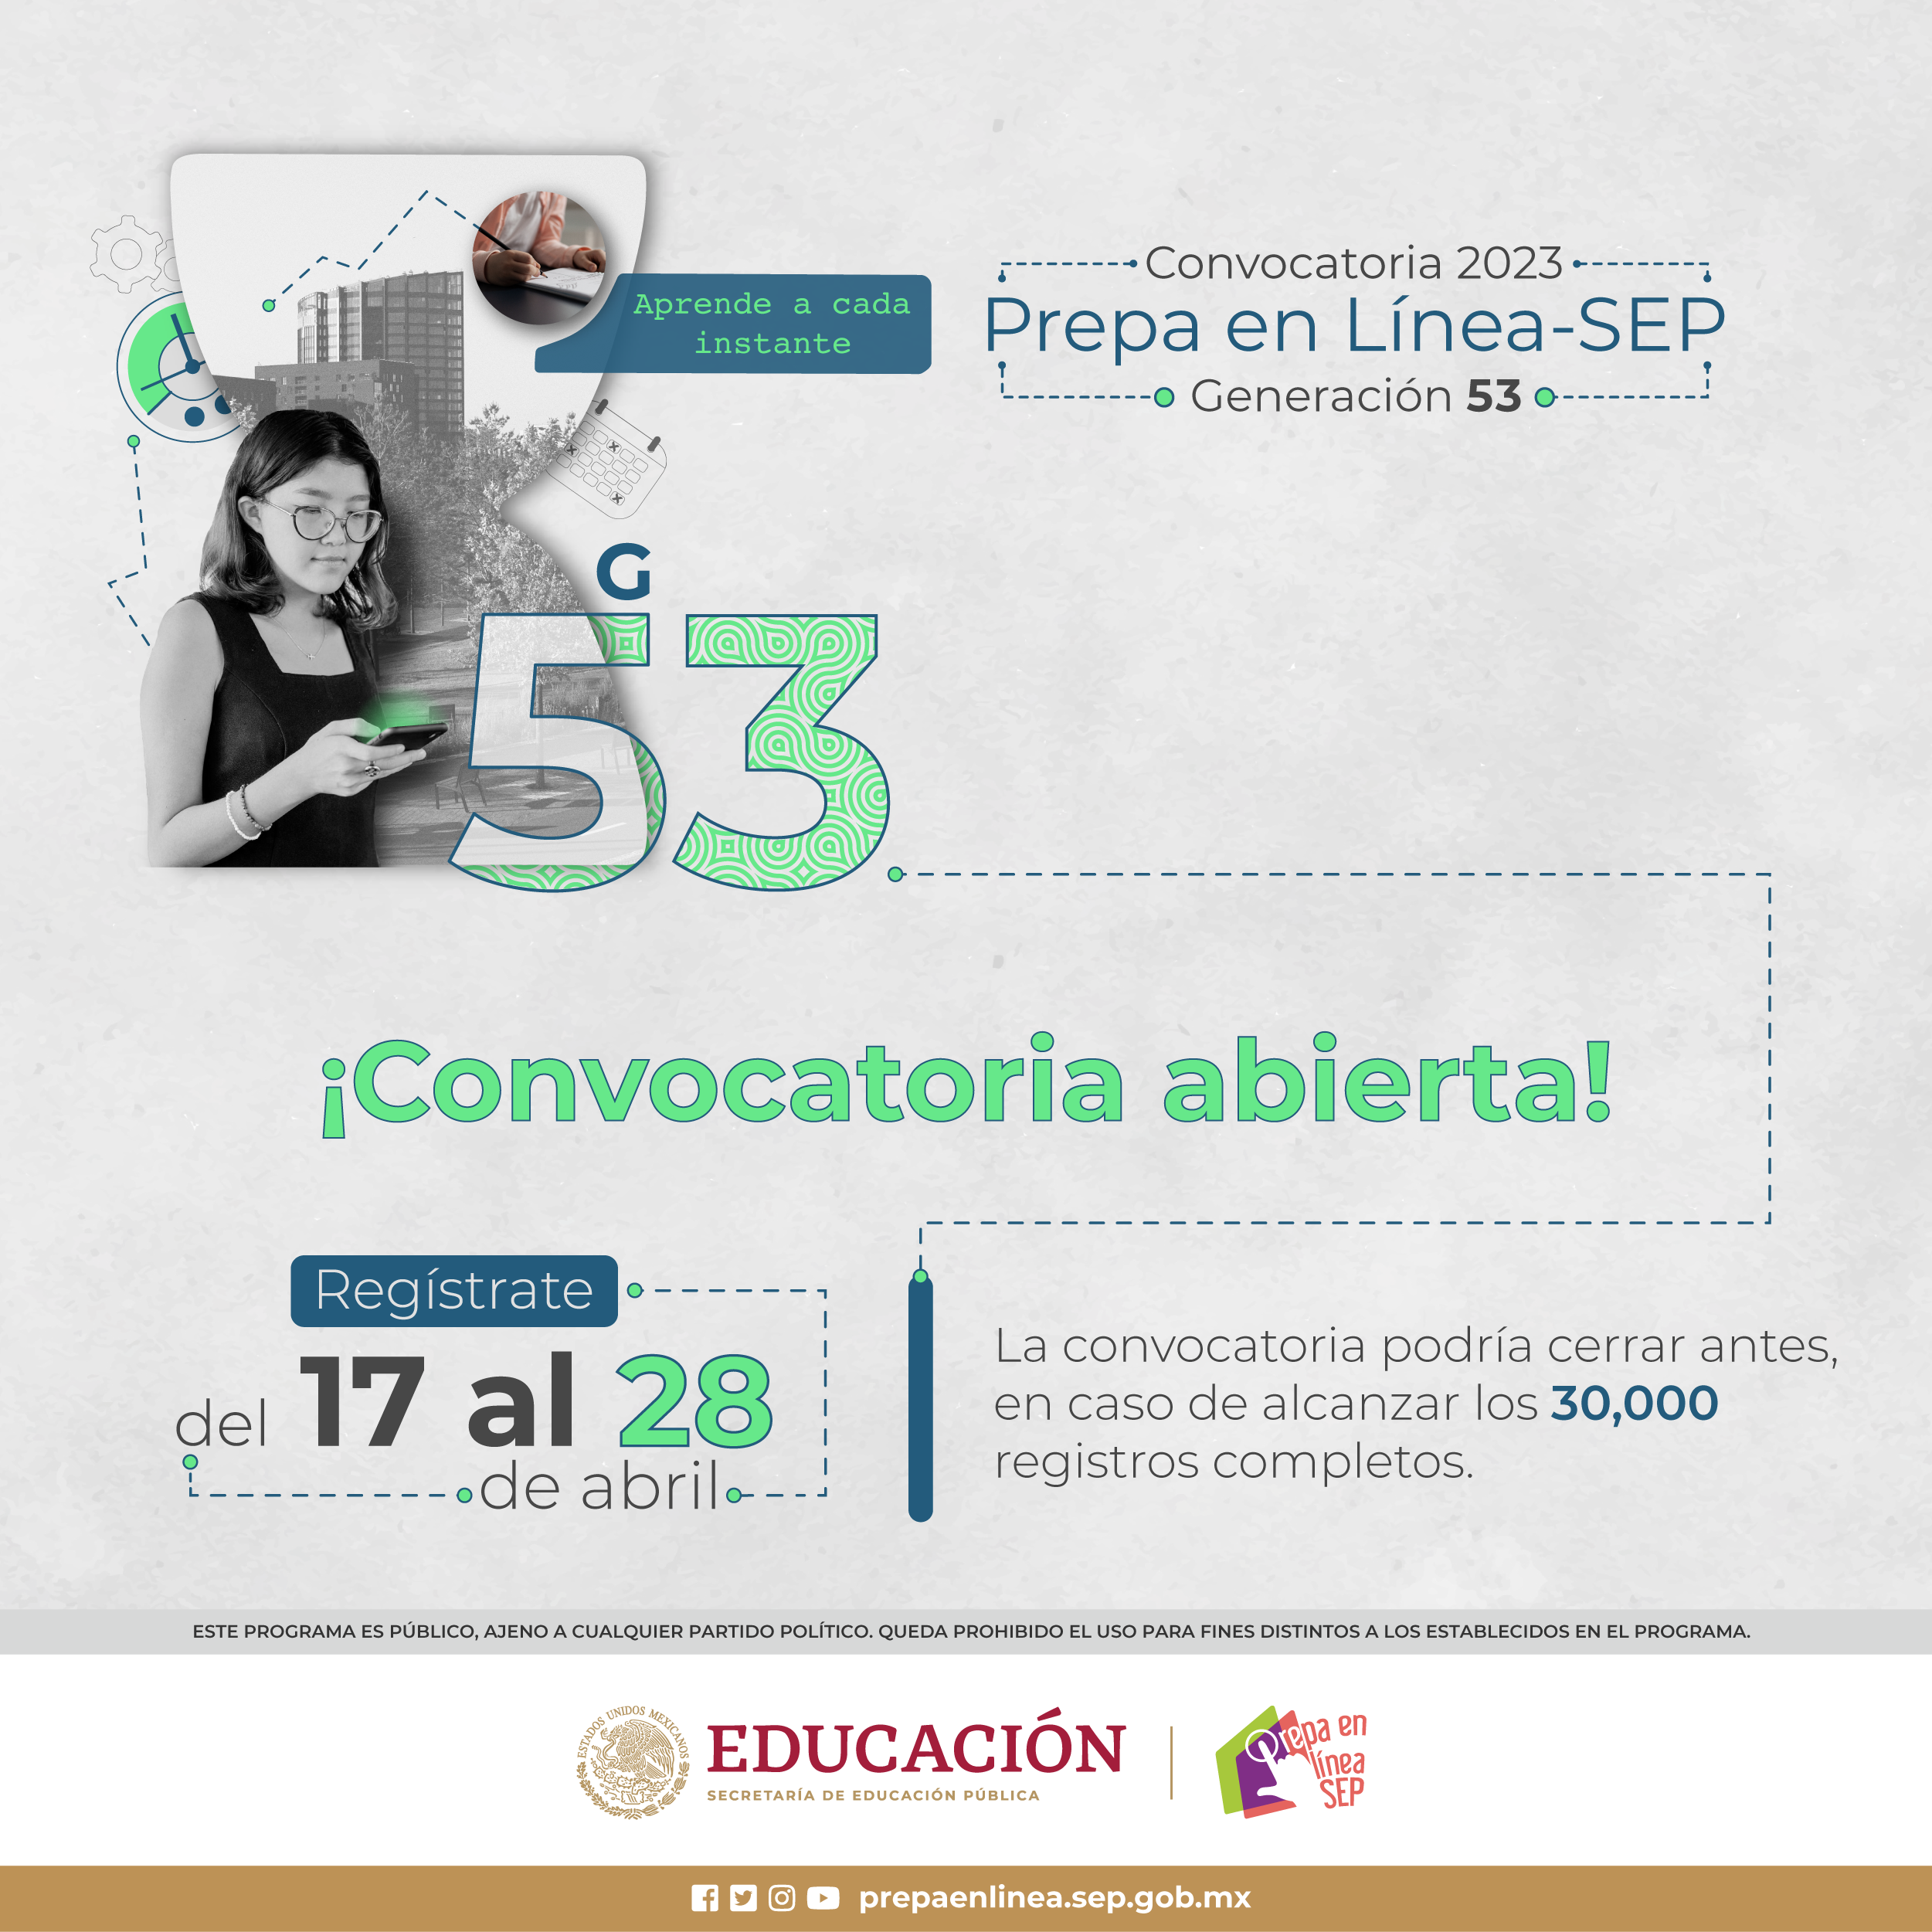 Aprende a cada
instante
Convocatoria 2023
Prepa en Línea-SEP
Generación 53
G
53
¡Convocatoria abierta!
Regístrate
del 17 al 28
de abril
La convocatoria podría cerrar antes,
en caso de alcanzar los 30,000
registros completos.
ESTE PROGRAMA ES PÚBLICO, AJENO A CUALQUIER PARTIDO POLÍTICO. QUEDA PROHIBIDO EL USO PARA FINES DISTINTOS A LOS ESTABLECIDOS EN EL PROGRAMA.
ESTADOS UNIDOS MEXICANOS
EDUCACIÓN
SECRETARÍA DE EDUCACIÓN PÚBLICA
Prepa en
línea
SEP
prepaenlinea.sep.gob.mx